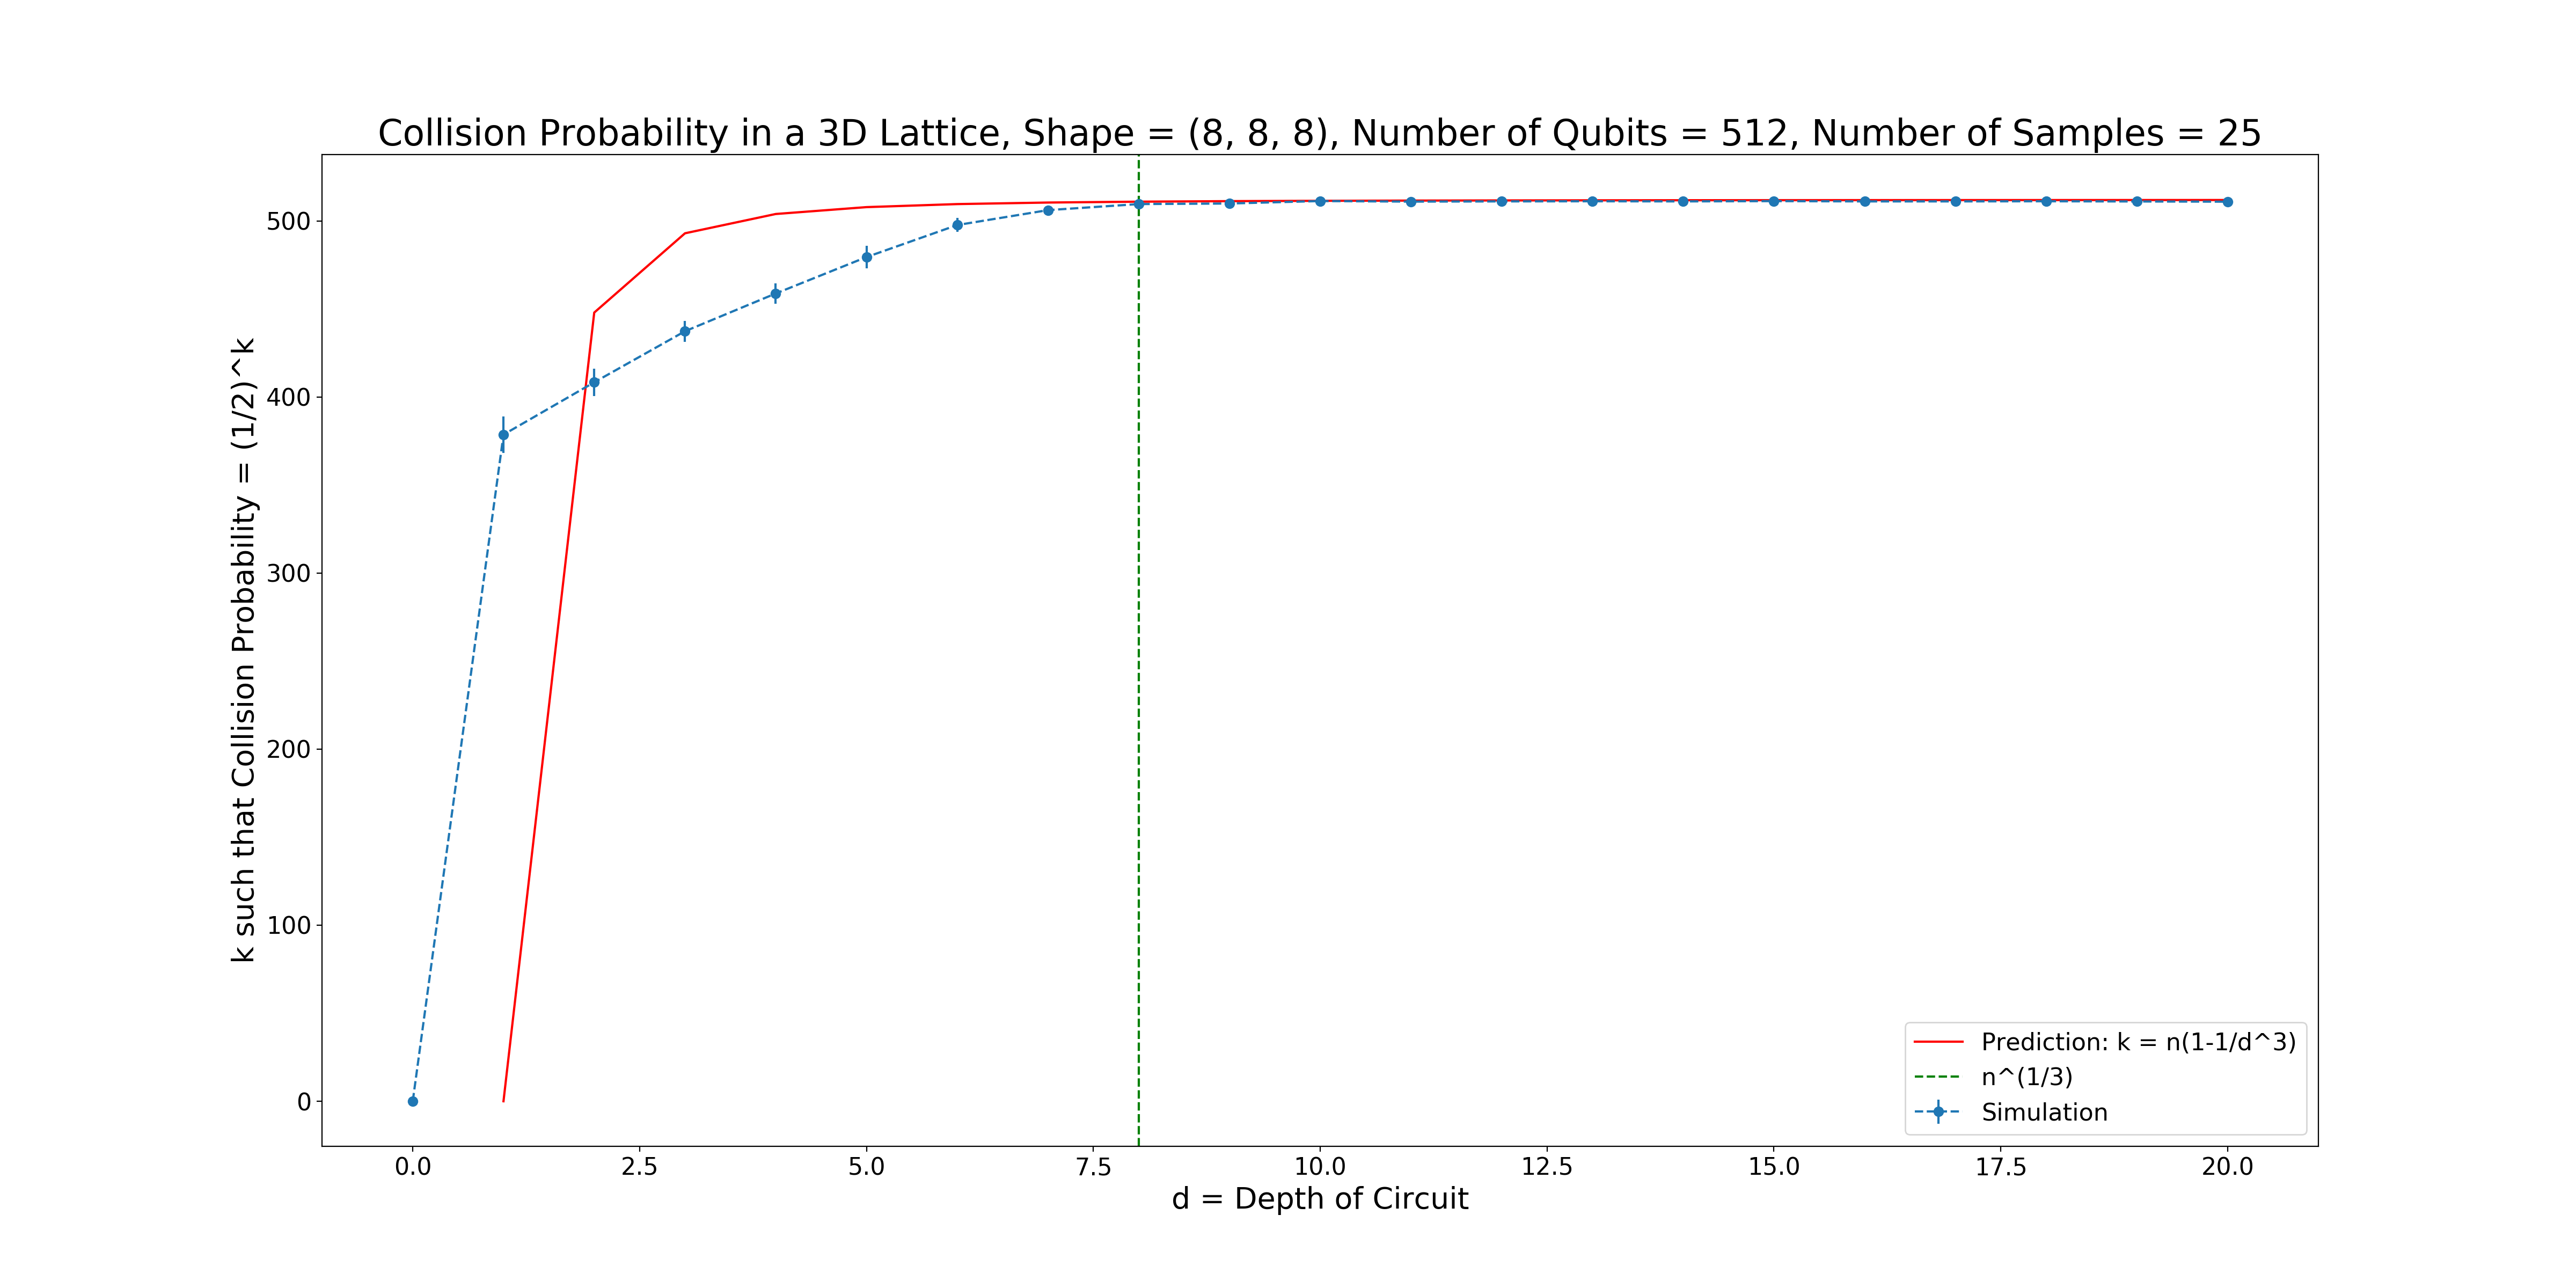 Collision Probability in a 3D Lattice, Shape = (8, 8, 8), Number of Qubits = 512, Number of Samples = 25
k such that Collision Probability = (1/2)^k
500
400
300
200
100
0
0.0 2.5 5.0 7.5 10.0 12.5 15.0 17.5 20.0
d = Depth of Circuit
Prediction: k = n(1-1/d^3)
n^(1/3)
Simulation